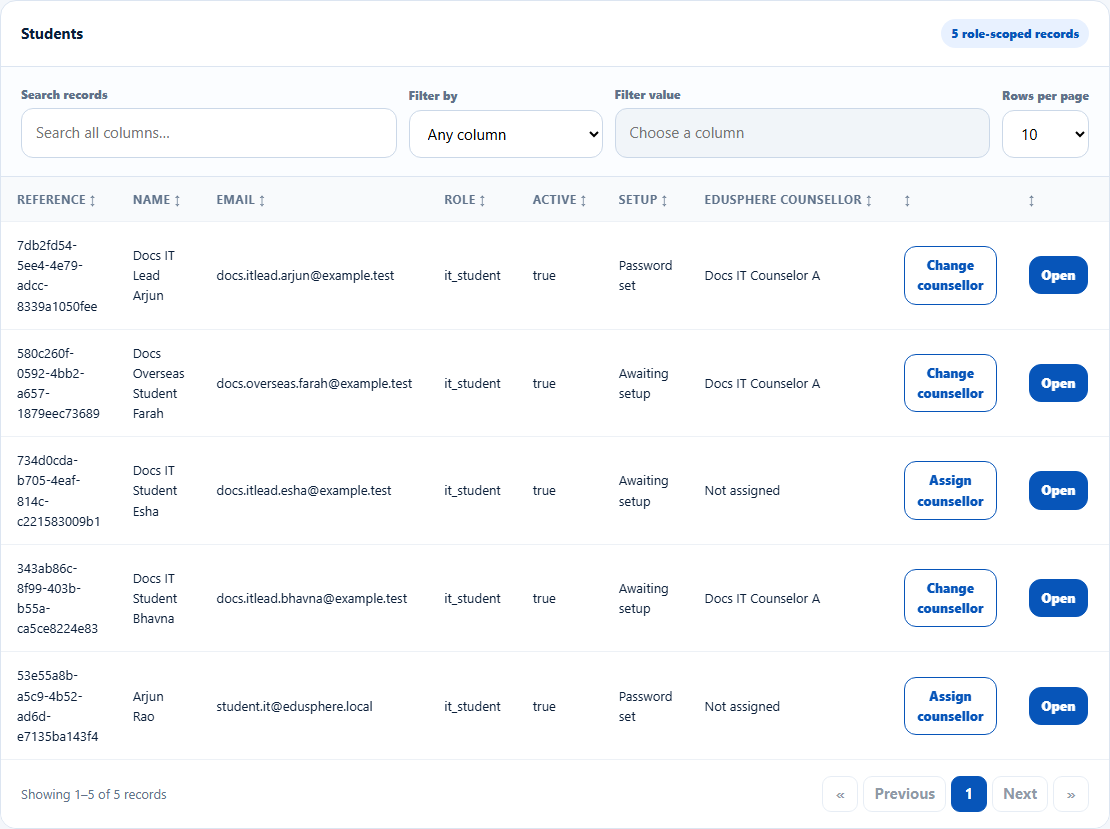 Students
5 role-scoped records
Search records
Filter by
Filter value
Rows per page
Search all columns...
Any column
Choose a column
10
REFERENCE ↕ NAME ↕ EMAIL ↕ ROLE ↕ ACTIVE ↕ SETUP ↕ EDUSPHERE COUNSELLOR ↕ ↕ ↕
7db2fd54-
5ee4-4e79-
adcc-
8339a1050fee
Docs IT
Lead
Arjun
docs.itlead.arjun@example.test
it_student
true
Password
set
Docs IT Counselor A
Change
counsellor
Open
580c260f-
0592-4bb2-
a657-
1879eec73689
Docs
Overseas
Student
Farah
docs.overseas.farah@example.test
it_student
true
Awaiting
setup
Docs IT Counselor A
Change
counsellor
Open
734d0cda-
b705-4eaf-
814c-
c221583009b1
Docs IT
Student
Esha
docs.itlead.esha@example.test
it_student
true
Awaiting
setup
Not assigned
Assign
counsellor
Open
343ab86c-
8f99-403b-
b55a-
ca5ce8224e83
Docs IT
Student
Bhavna
docs.itlead.bhavna@example.test
it_student
true
Awaiting
setup
Docs IT Counselor A
Change
counsellor
Open
53e55a8b-
a5c9-4b52-
ad6d-
e7135ba143f4
Arjun
Rao
student.it@edusphere.local
it_student
true
Password
set
Not assigned
Assign
counsellor
Open
Showing 1–5 of 5 records
« Previous 1 Next »